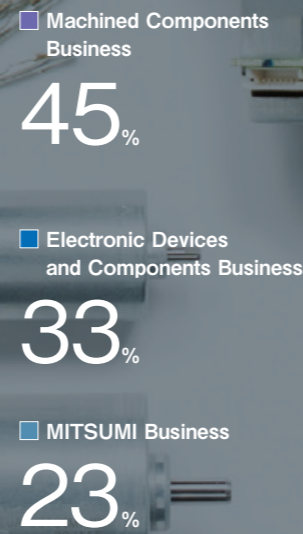 Machined Components
Business
45%
Electronic Devices
and Components Business
33%
MITSUMI Business
23%